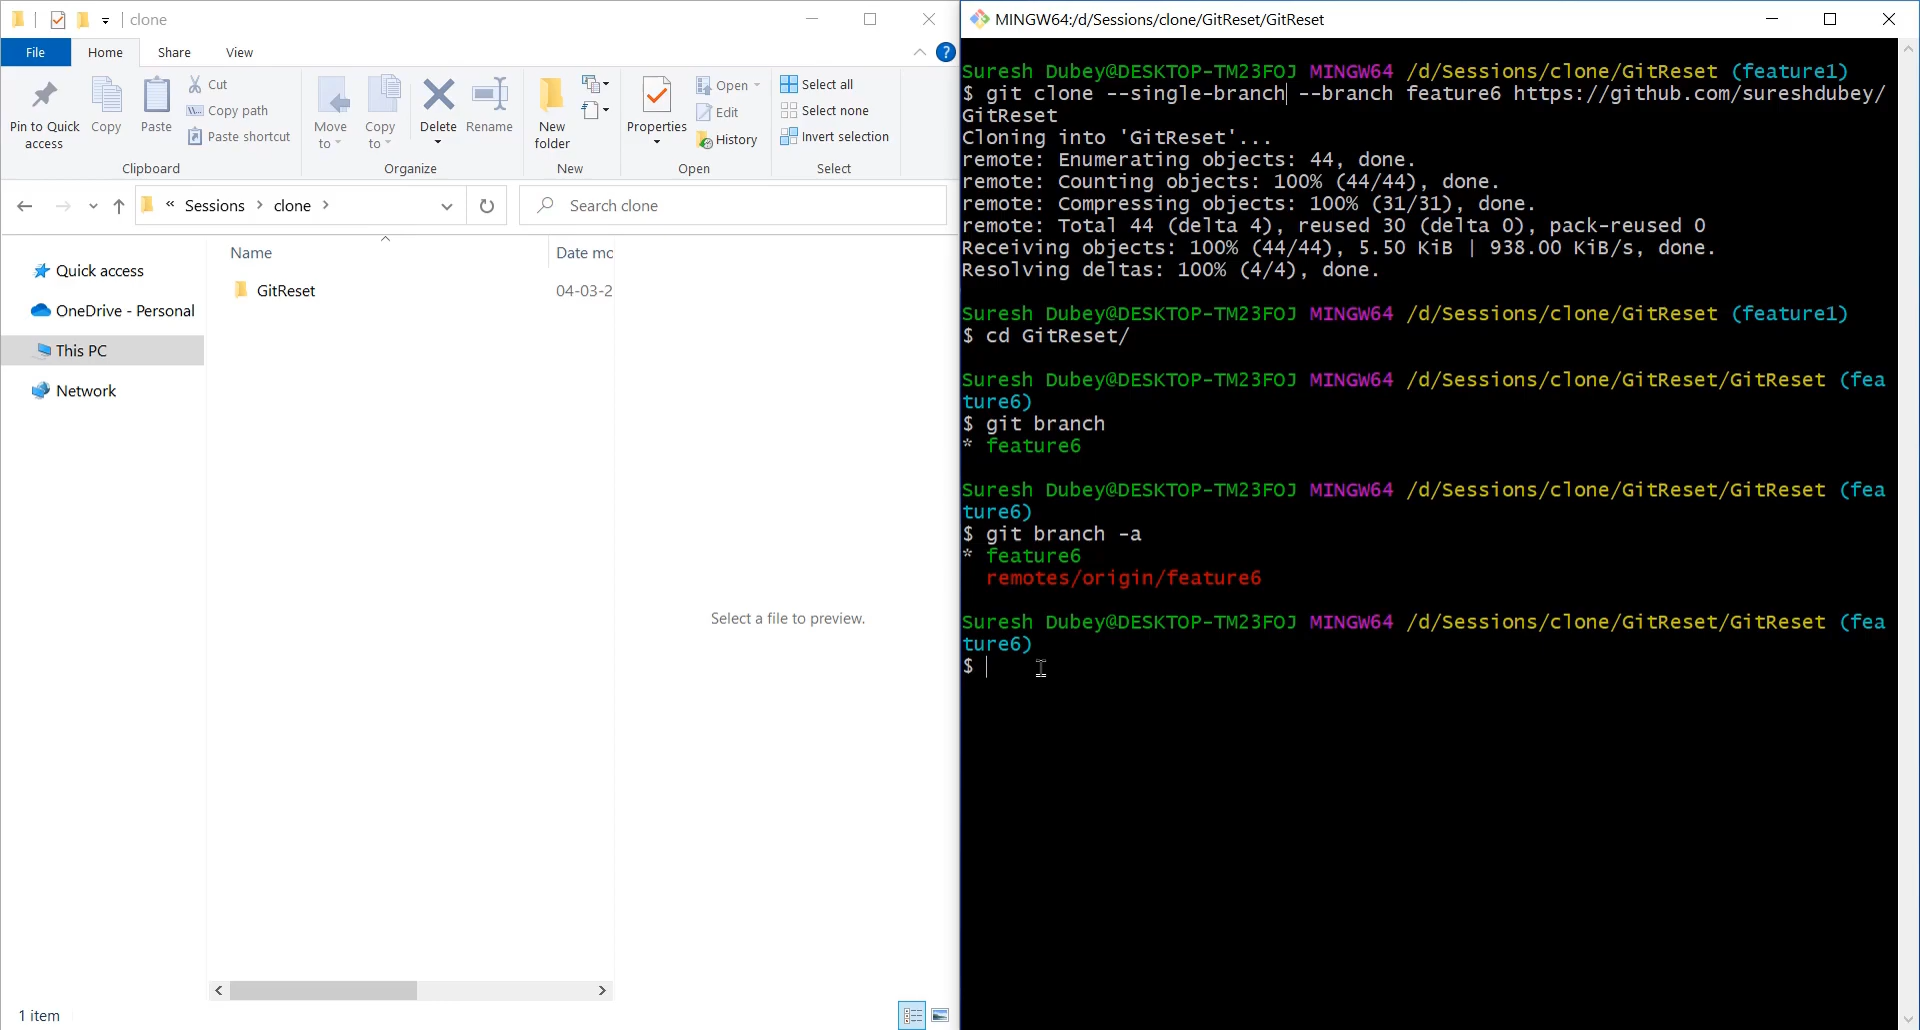 clone
File Home Share View
Pin to Quick access
Copy
Paste
Cut
Copy path
Paste shortcut
Clipboard
Move to
Copy to
Delete
Rename
Organize
New folder
New
Properties
Open
Edit
History
Open
Select all
Select none
Invert selection
Select
« Sessions > clone >
Search clone
Name Date mo
Quick access
OneDrive - Personal
This PC
Network
GitReset 04-03-2
Select a file to preview.
1 item
MINGW64:/d/Sessions/clone/GitReset/GitReset
Suresh Dubey@DESKTOP-TM23FOJ MINGW64 /d/Sessions/clone/GitReset (feature1)
$ git clone --single-branch --branch feature6 https://github.com/sureshdubey/
GitReset
Cloning into 'GitReset'...
remote: Enumerating objects: 44, done.
remote: Counting objects: 100% (44/44), done.
remote: Compressing objects: 100% (31/31), done.
remote: Total 44 (delta 4), reused 30 (delta 0), pack-reused 0
Receiving objects: 100% (44/44), 5.50 KiB | 938.00 KiB/s, done.
Resolving deltas: 100% (4/4), done.
Suresh Dubey@DESKTOP-TM23FOJ MINGW64 /d/Sessions/clone/GitReset (feature1)
$ cd GitReset/
Suresh Dubey@DESKTOP-TM23FOJ MINGW64 /d/Sessions/clone/GitReset/GitReset (fea
ture6)
$ git branch
* feature6
Suresh Dubey@DESKTOP-TM23FOJ MINGW64 /d/Sessions/clone/GitReset/GitReset (fea
ture6)
$ git branch -a
* feature6
remotes/origin/feature6
Suresh Dubey@DESKTOP-TM23FOJ MINGW64 /d/Sessions/clone/GitReset/GitReset (fea
ture6)
$